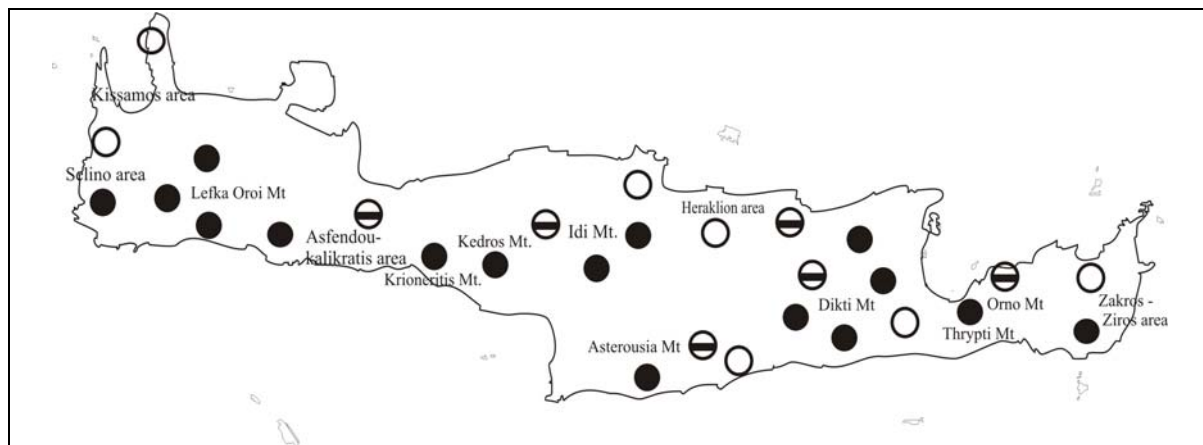 Kissamos area
Selino area
Lefka Oroi Mt
Asfendou-
kalikratis area
Krioneritis Mt.
Kedros Mt.
Idi Mt.
Heraklion area
Asterousia Mt
Dikti Mt
Orno Mt
Thrypti Mt
Zakros -
Ziros area